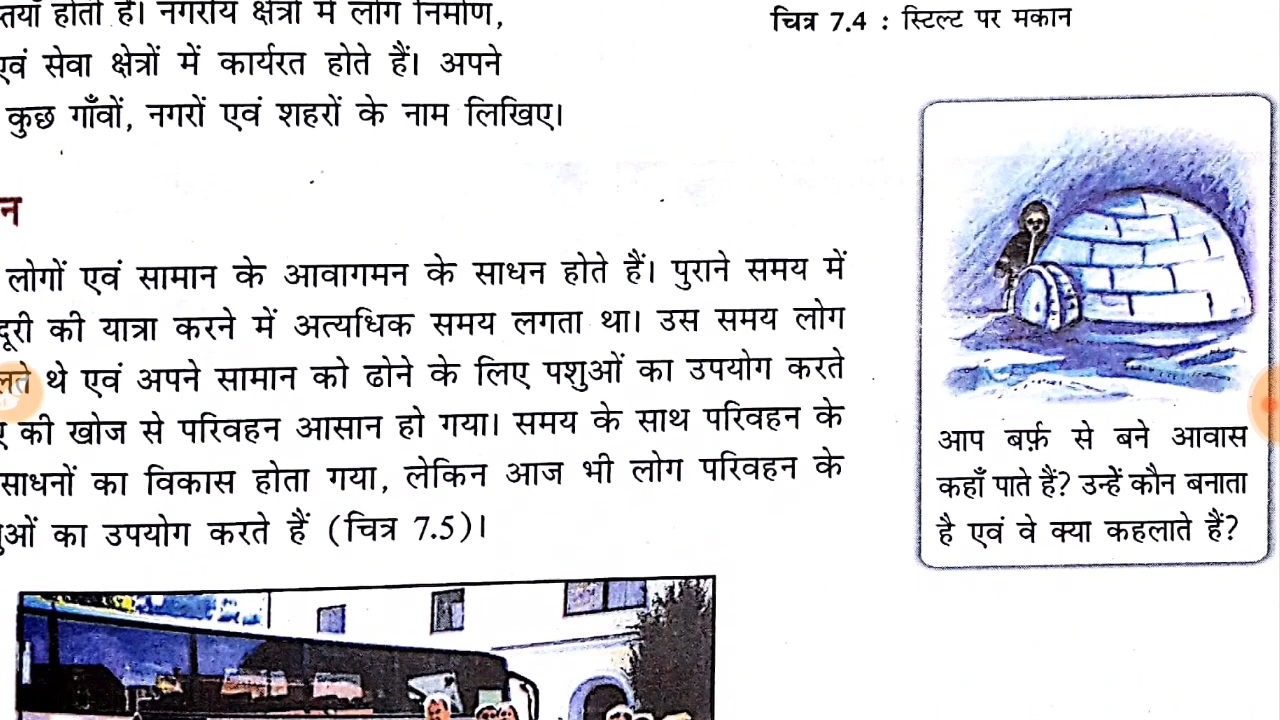 होती हैं। नगरीय क्षेत्रों में लोग निर्माण,
एवं सेवा क्षेत्रों में कार्यरत होते हैं। अपने
कुछ गाँवों, नगरों एवं शहरों के नाम लिखिए।
न
लोगों एवं सामान के आवागमन के साधन होते हैं। पुराने समय में
दूरी की यात्रा करने में अत्यधिक समय लगता था। उस समय लोग
थे एवं अपने सामान को ढोने के लिए पशुओं का उपयोग करते
की खोज से परिवहन आसान हो गया। समय के साथ परिवहन के
साधनों का विकास होता गया, लेकिन आज भी लोग परिवहन के
का उपयोग करते हैं (चित्र 7.5)।
चित्र 7.4 : स्टिल्ट पर मकान
आप बर्फ़ से बने आवास
कहाँ पाते हैं? उन्हें कौन बनाता
है एवं वे क्या कहलाते हैं?